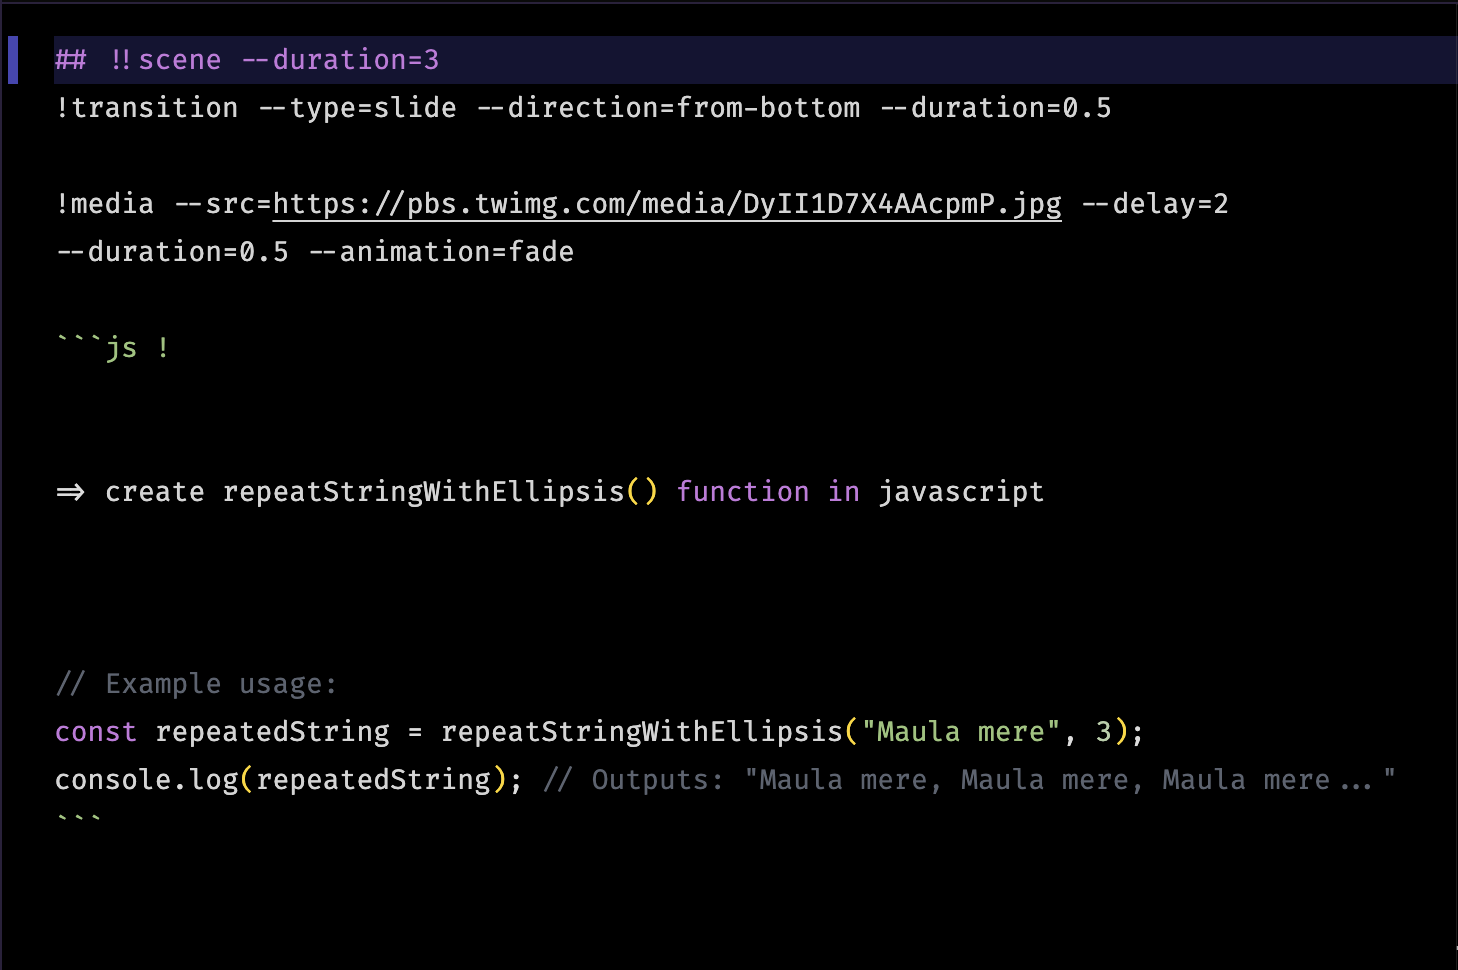 ## !!scene --duration=3
!transition --type=slide --direction=from-bottom --duration=0.5
!media --src=https://pbs.twimg.com/media/DyII1D7X4AAcpmP.jpg --delay=2
--duration=0.5 --animation=fade
```js !
=> create repeatStringWithEllipsis() function in javascript
// Example usage:
const repeatedString = repeatStringWithEllipsis("Maula mere", 3);
console.log(repeatedString); // Outputs: "Maula mere, Maula mere, Maula mere..."
```